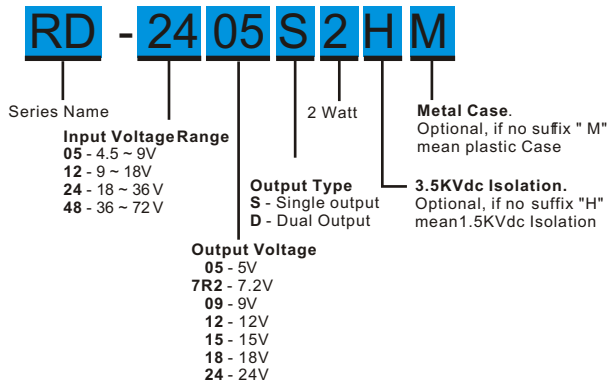 RD - 24 05 S 2 H M
Series Name
Input Voltage Range
05 - 4.5 ~ 9V
12 - 9 ~ 18V
24 - 18 ~ 36 V
48 - 36 ~ 72 V
Output Voltage
05 - 5V
7R2 - 7.2V
09 - 9V
12 - 12V
15 - 15V
18 - 18V
24 - 24V
Output Type
S - Single output
D - Dual Output
2 Watt
3.5KVdc Isolation.
Optional, if no suffix "H"
mean1.5KVdc Isolation
Metal Case.
Optional, if no suffix " M"
mean plastic Case